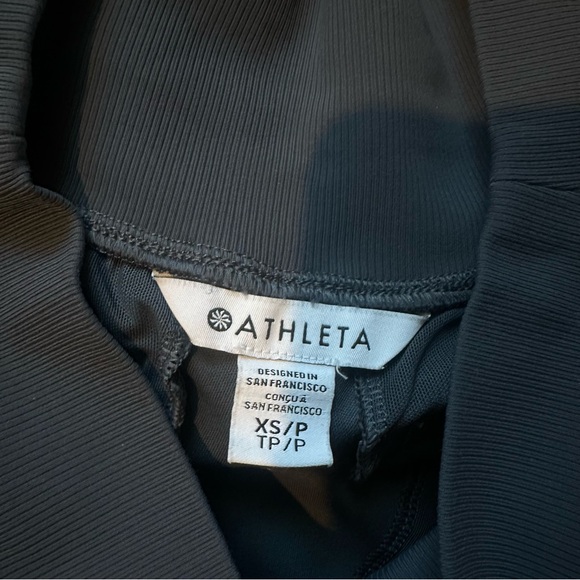 ATHLETA
DESIGNED IN
SAN FRANCISCO
CONÇU À
SAN FRANCISCO
XS/P
TP/P